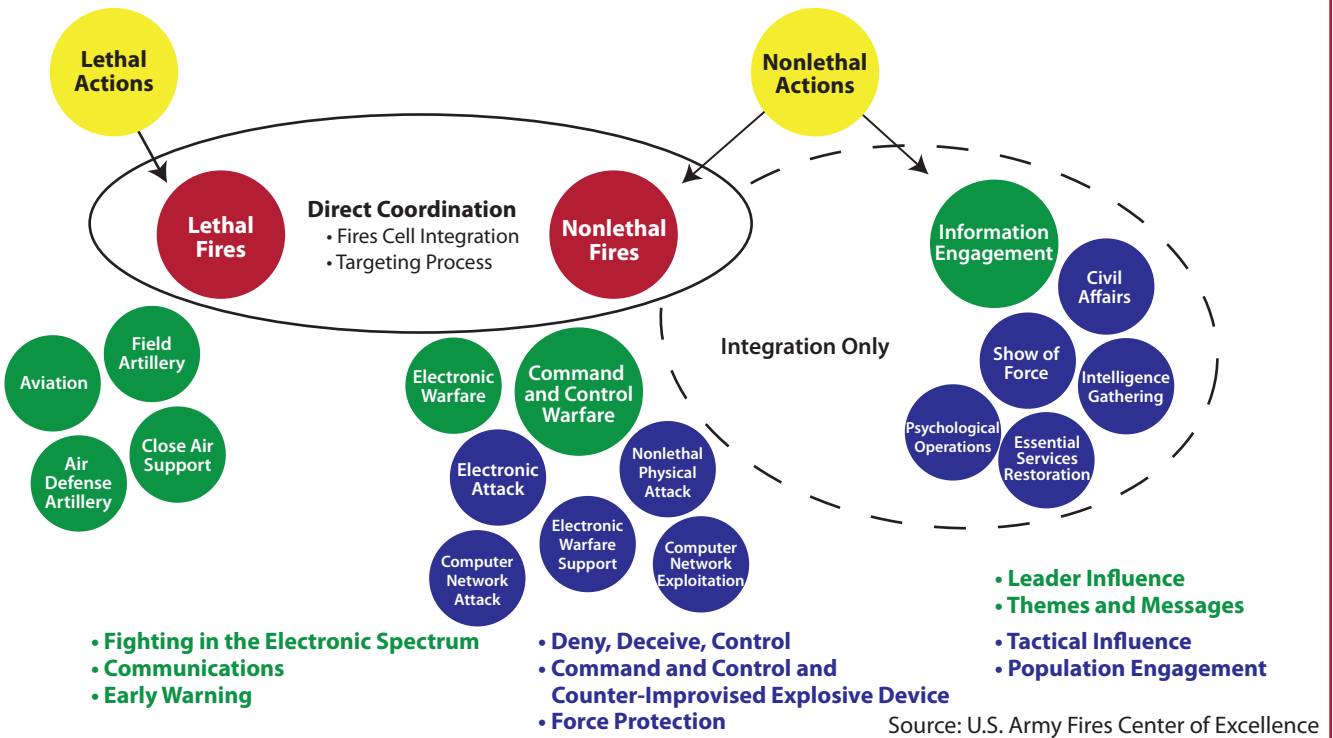 Lethal
Actions
Nonlethal
Actions
Lethal
Fires
Direct Coordination
• Fires Cell Integration
• Targeting Process
Nonlethal
Fires
Information
Engagement
Civil
Affairs
Integration Only
Show of
Force
Intelligence
Gathering
Psychological
Operations
Essential
Services
Restoration
Aviation
Field
Artillery
Air
Defense
Artillery
Close Air
Support
Electronic
Warfare
Command
and Control
Warfare
Electronic
Attack
Nonlethal
Physical
Attack
Computer
Network
Attack
Electronic
Warfare
Support
Computer
Network
Exploitation
• Fighting in the Electronic Spectrum
• Communications
• Early Warning
• Deny, Deceive, Control
• Command and Control and
Counter-Improvised Explosive Device
• Force Protection
• Leader Influence
• Themes and Messages
• Tactical Influence
• Population Engagement
Source: U.S. Army Fires Center of Excellence